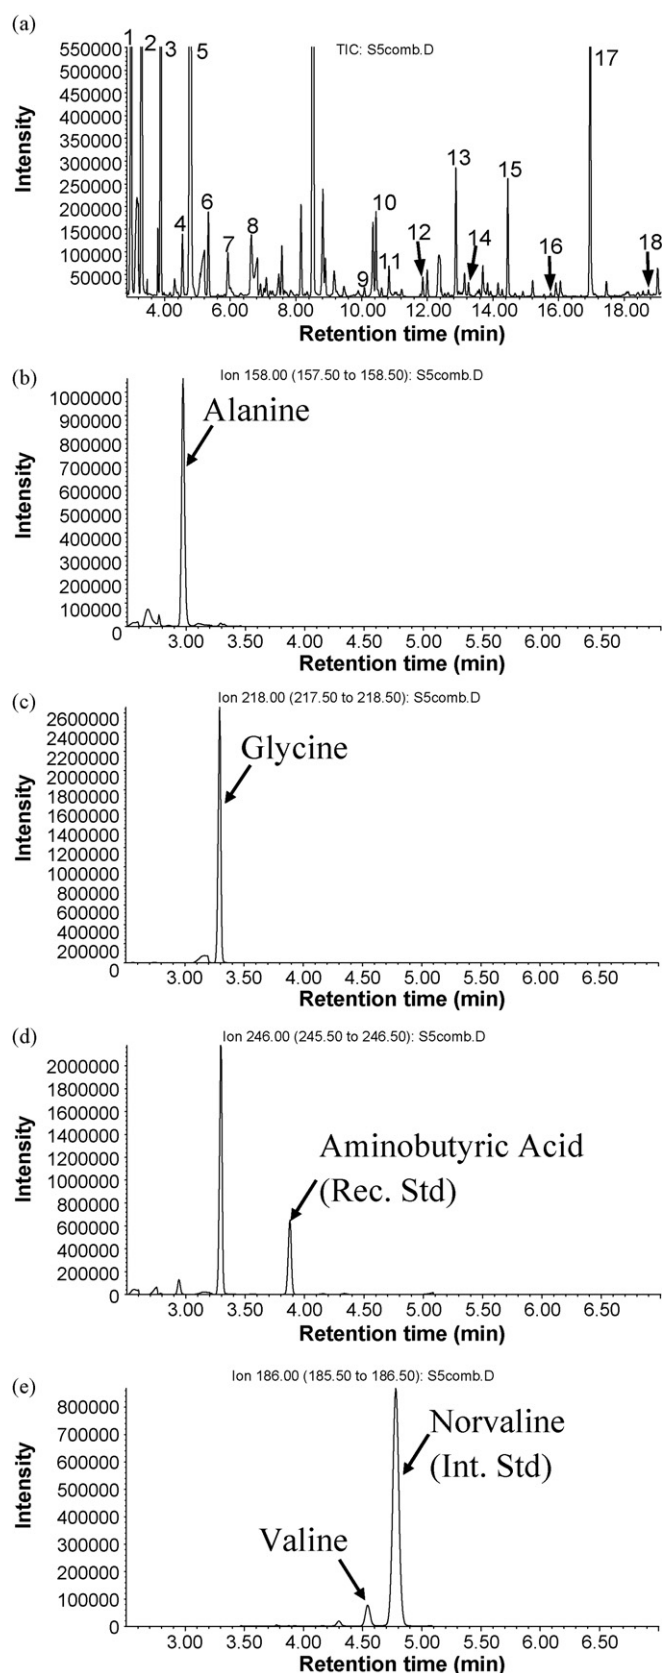 (a)
TIC: S5comb.D
Intensity
550000
500000
450000
400000
350000
300000
250000
200000
150000
100000
50000
1
2
3
4
5
6
7
8
9
10
11
12
13
14
15
16
17
18
4.00 6.00 8.00 10.00 12.00 14.00 16.00 18.00
Retention time (min)
(b)
Ion 158.00 (157.50 to 158.50): S5comb.D
Intensity
1000000
900000
800000
700000
600000
500000
400000
300000
200000
100000
0
Alanine
3.00 3.50 4.00 4.50 5.00 5.50 6.00 6.50
Retention time (min)
(c)
Ion 218.00 (217.50 to 218.50): S5comb.D
Intensity
2600000
2400000
2200000
2000000
1800000
1600000
1400000
1200000
1000000
800000
600000
400000
200000
0
Glycine
3.00 3.50 4.00 4.50 5.00 5.50 6.00 6.50
Retention time (min)
(d)
Ion 246.00 (245.50 to 246.50): S5comb.D
Intensity
2000000
1800000
1600000
1400000
1200000
1000000
800000
600000
400000
200000
0
Aminobutyric Acid
(Rec. Std)
3.00 3.50 4.00 4.50 5.00 5.50 6.00 6.50
Retention time (min)
(e)
Ion 186.00 (185.50 to 186.50): S5comb.D
Intensity
800000
700000
600000
500000
400000
300000
200000
100000
0
Norvaline
(Int. Std)
Valine
3.00 3.50 4.00 4.50 5.00 5.50 6.00 6.50
Retention time (min)